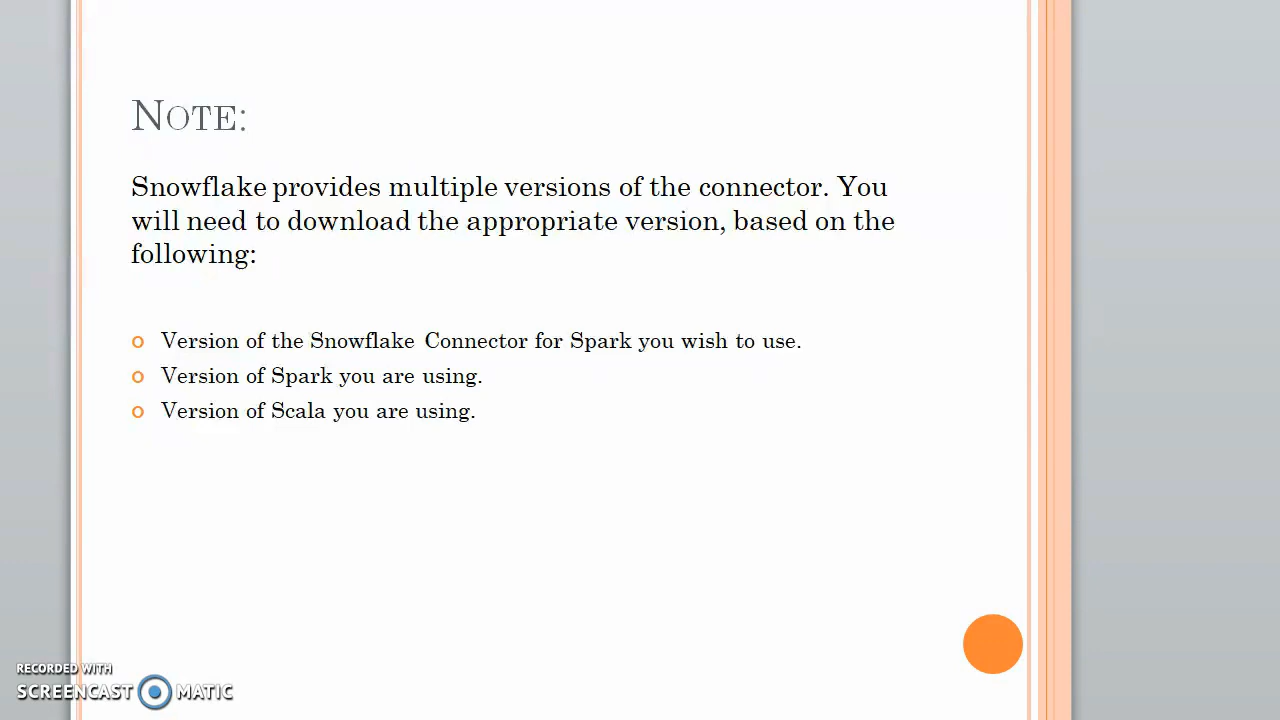 NOTE:
Snowflake provides multiple versions of the connector. You
will need to download the appropriate version, based on the
following:
o Version of the Snowflake Connector for Spark you wish to use.
o Version of Spark you are using.
o Version of Scala you are using.
RECORDED WITH
SCREENCAST MATIC